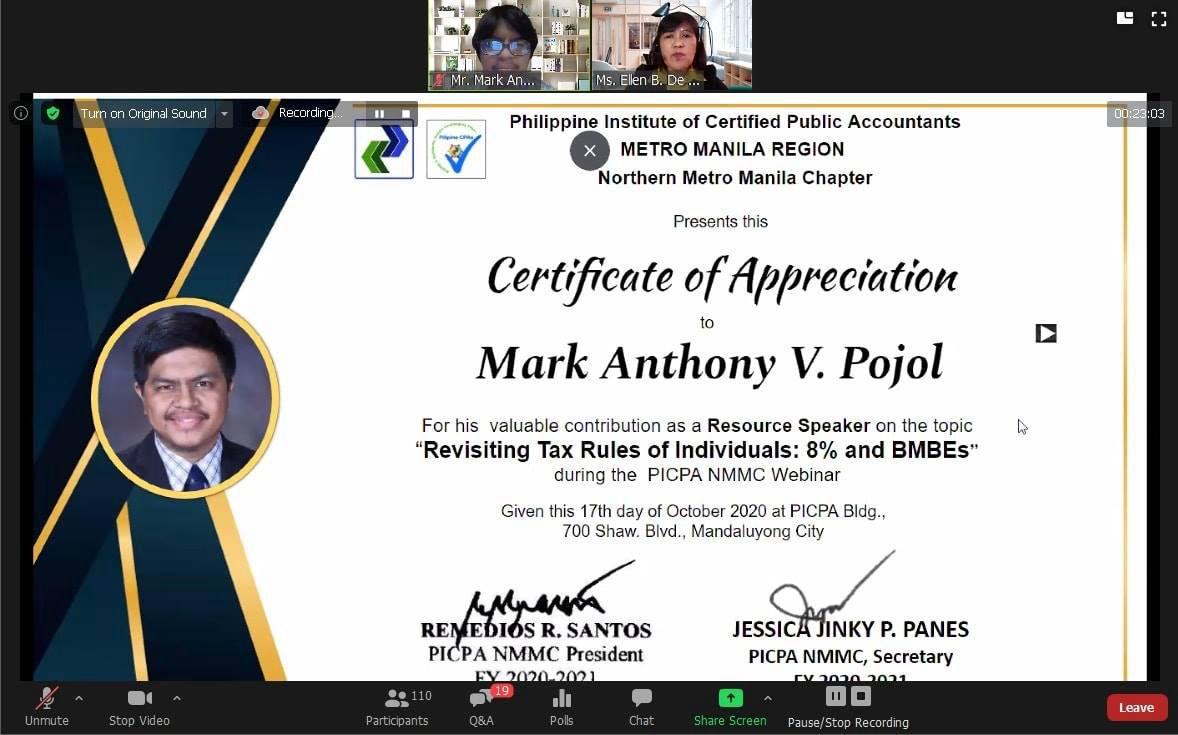 Mr. Mark An...
Ms. Ellen B. De ...
Turn on Original Sound
Recording...
00:23:03
Philippine Institute of Certified Public Accountants
METRO MANILA REGION
Northern Metro Manila Chapter
Presents this
Certificate of Appreciation
to
Mark Anthony V. Pojol
For his valuable contribution as a Resource Speaker on the topic
“Revisiting Tax Rules of Individuals: 8% and BMBEs”
during the PICPA NMMC Webinar
Given this 17th day of October 2020 at PICPA Bldg.,
700 Shaw. Blvd., Mandaluyong City
REMEDIOS R. SANTOS
PICPA NMMC President
FY 2020-2021
JESSICA JINKY P. PANES
PICPA NMMC, Secretary
FY 2020-2021
Unmute
Stop Video
110
Participants
19
Q&A
Polls
Chat
Share Screen
Pause/Stop Recording
Leave